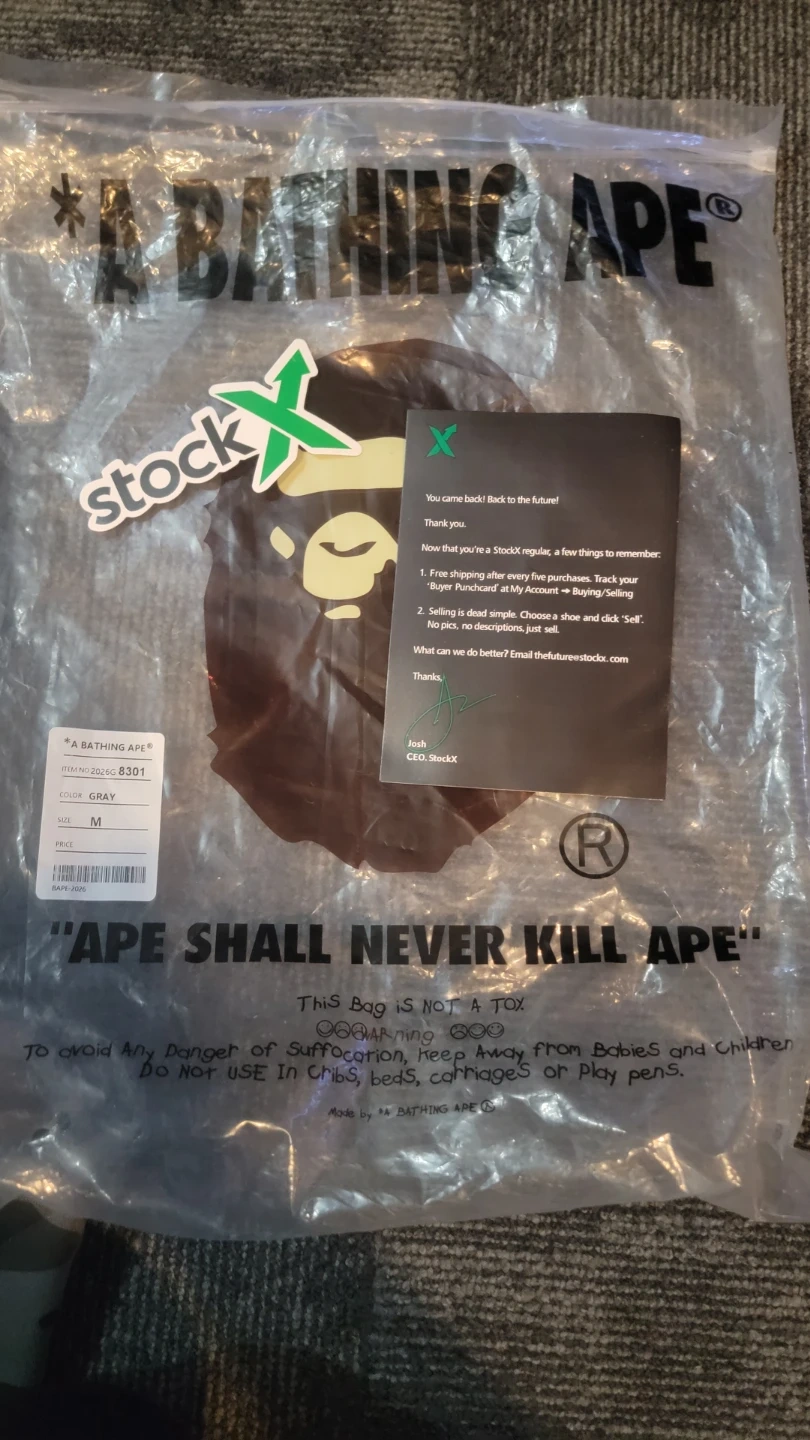 *A BATHING APE®
stockX
You came back! Back to the future!
Thank you.
Now that you're a StockX regular, a few things to remember:
1. Free shipping after every five purchases. Track your
'Buyer Punchcard' at My Account ➔ Buying/Selling
2. Selling is dead simple. Choose a shoe and click 'Sell'.
No pics, no descriptions, just sell.
What can we do better? Email thefuture@stockx.com
Thanks,
Josh
CEO, StockX
*A BATHING APE®
ITEM NO 2026G 8301
COLOR GRAY
SIZE M
PRICE
BAPE-2026
®
"APE SHALL NEVER KILL APE"
THiS Bag iS NOT A TOY
WARning
To avoid Any Danger of Suffocation, Keep Away from Babies and Children
Do NOT USE In Cribs, beds, carriages or Play pens.
Made by *A BATHING APE®